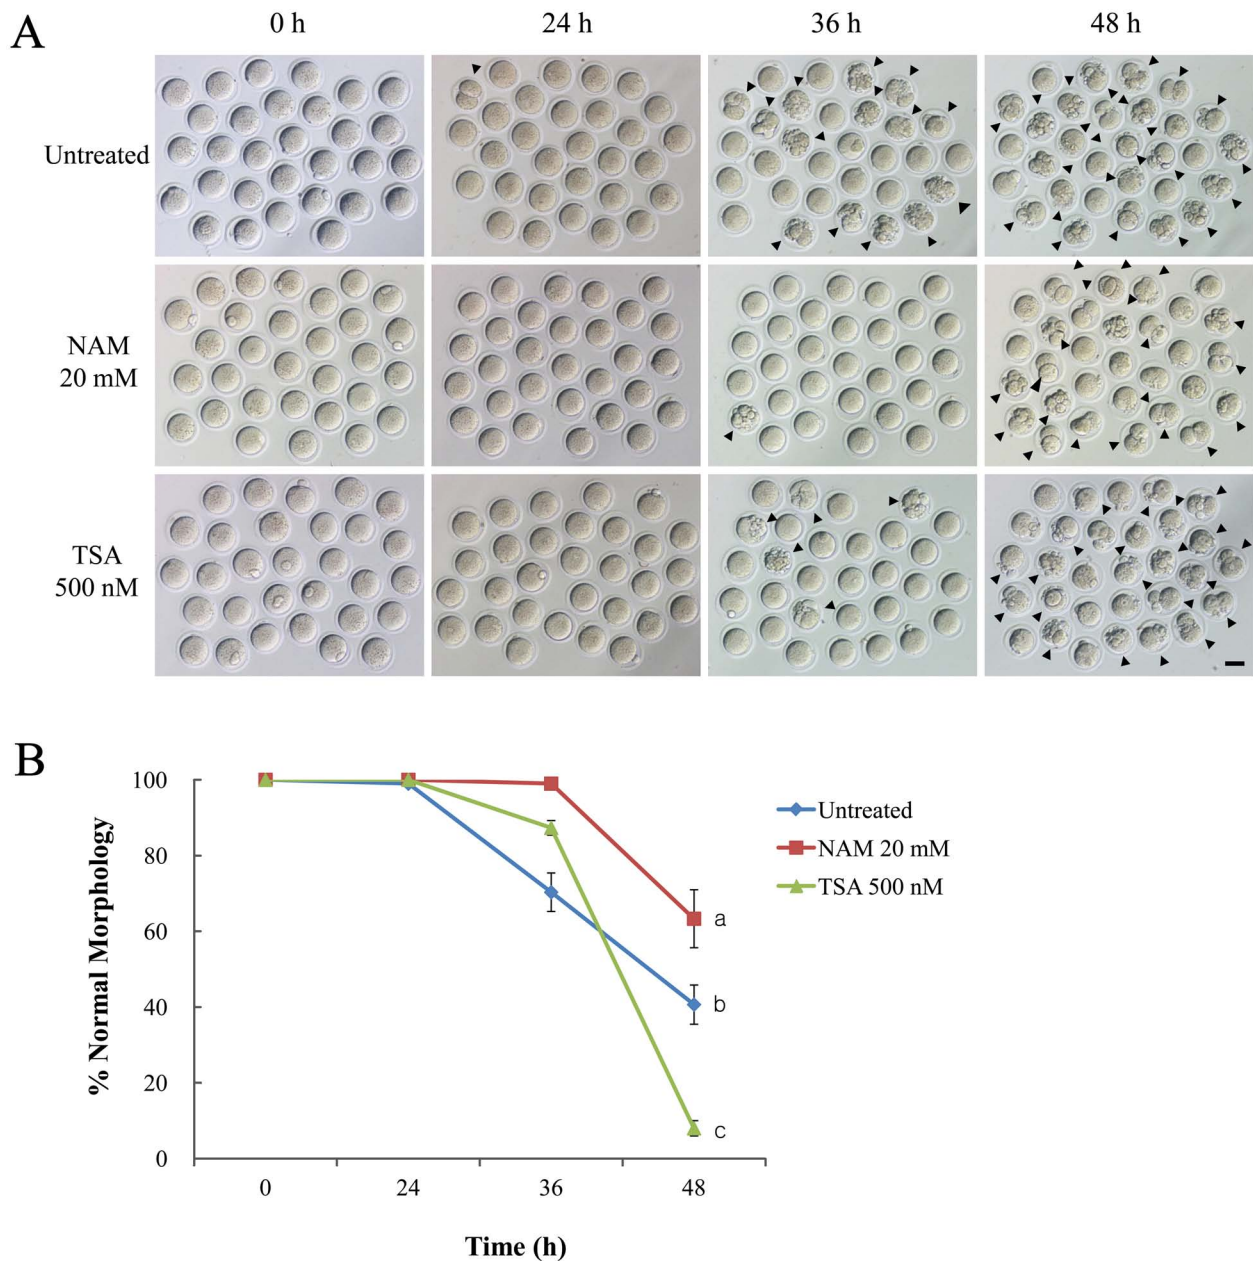 A
0 h
24 h
36 h
48 h
Untreated
NAM
20 mM
TSA
500 nM
B
100
80
60
40
20
0
% Normal Morphology
0
24
36
48
Time (h)
a
b
c
Untreated
NAM 20 mM
TSA 500 nM